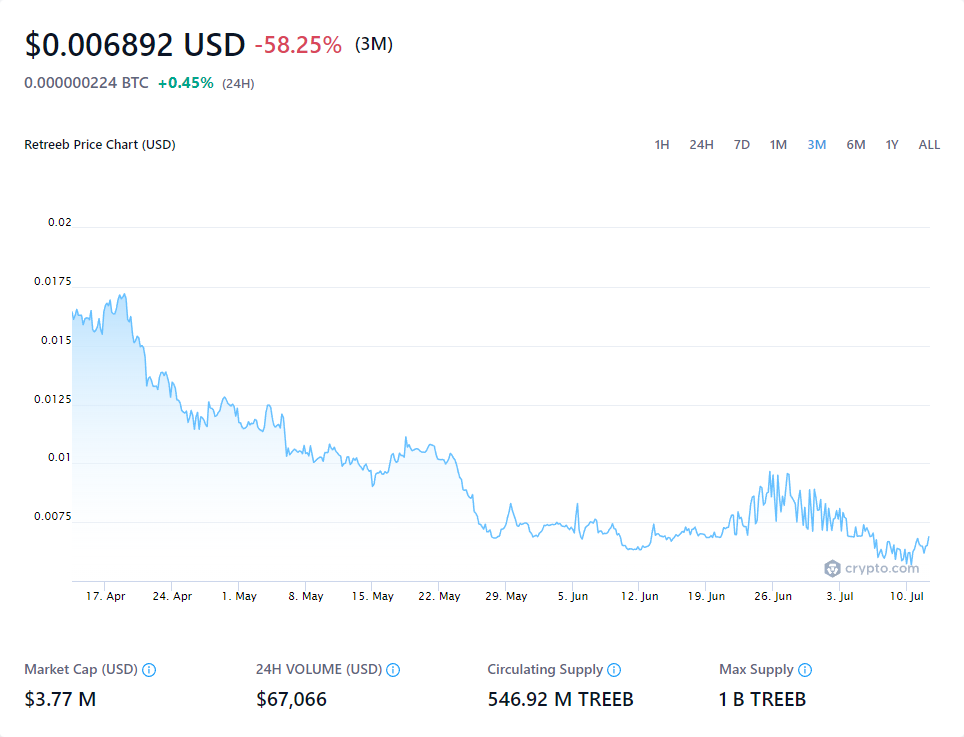 $0.006892 USD -58.25% (3M)
0.000000224 BTC +0.45% (24H)
Retreeb Price Chart (USD) 1H 24H 7D 1M 3M 6M 1Y ALL
0.02
0.0175
0.015
0.0125
0.01
0.0075
crypto.com
17. Apr 24. Apr 1. May 8. May 15. May 22. May 29. May 5. Jun 12. Jun 19. Jun 26. Jun 3. Jul 10. Jul
Market Cap (USD) 24H VOLUME (USD) Circulating Supply Max Supply
$3.77 M $67,066 546.92 M TREEB 1 B TREEB